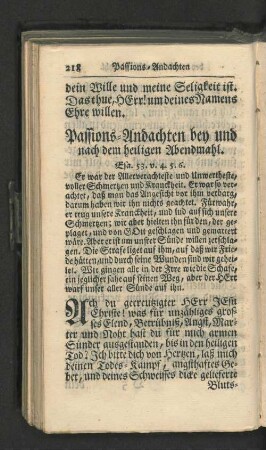 218 Passions-Andachten
dein Wille und meine Seligkeit ist.
Das thue, HErr! um deines Namens
Ehre willen.
Passions-Andachten bey und
nach dem heiligen Abendmahl.
Esa. 53. v. 4. 5. 6.
Er war der Allerverachteste und Unwertheste,
voller Schmertzen und Kranckheit. Er war so ver-
achtet, daß man das Angesicht vor ihm verbarg,
darum haben wir ihn nichts geachtet. Fürwahr,
er trug unsere Kranckheit, und lud auf sich unsere
Schmertzen; wir aber hielten ihn für den, der ge-
plaget, und von GOtt geschlagen und gemartert
wäre. Aber er ist um unser Sünde willen zerschla-
gen. Die Strafe liget auf ihm, auf daß wir Frie-
de hätten, und durch seine Wunden sind wir gehei-
let. Wir gingen alle in der Irre wie die Schafe,
ein jeglicher sahe auf seinen Weg, aber der HErr
warf unser aller Sünde auf ihn.
Ach du gecreutzigter HErr JEsu
Christe! was für unzähliges gros-
ses Elend, Betrübniß, Angst, Mar-
ter und Noht hast du für mich armen
Sünder ausgestanden, bis in den heiligen
Tod? Ich bitte dich von Hertzen, laß mich
deinen Todes-Kampf, angsthaftes Ge-
bet, und deines Schweisses dicke gelieferte
Bluts-